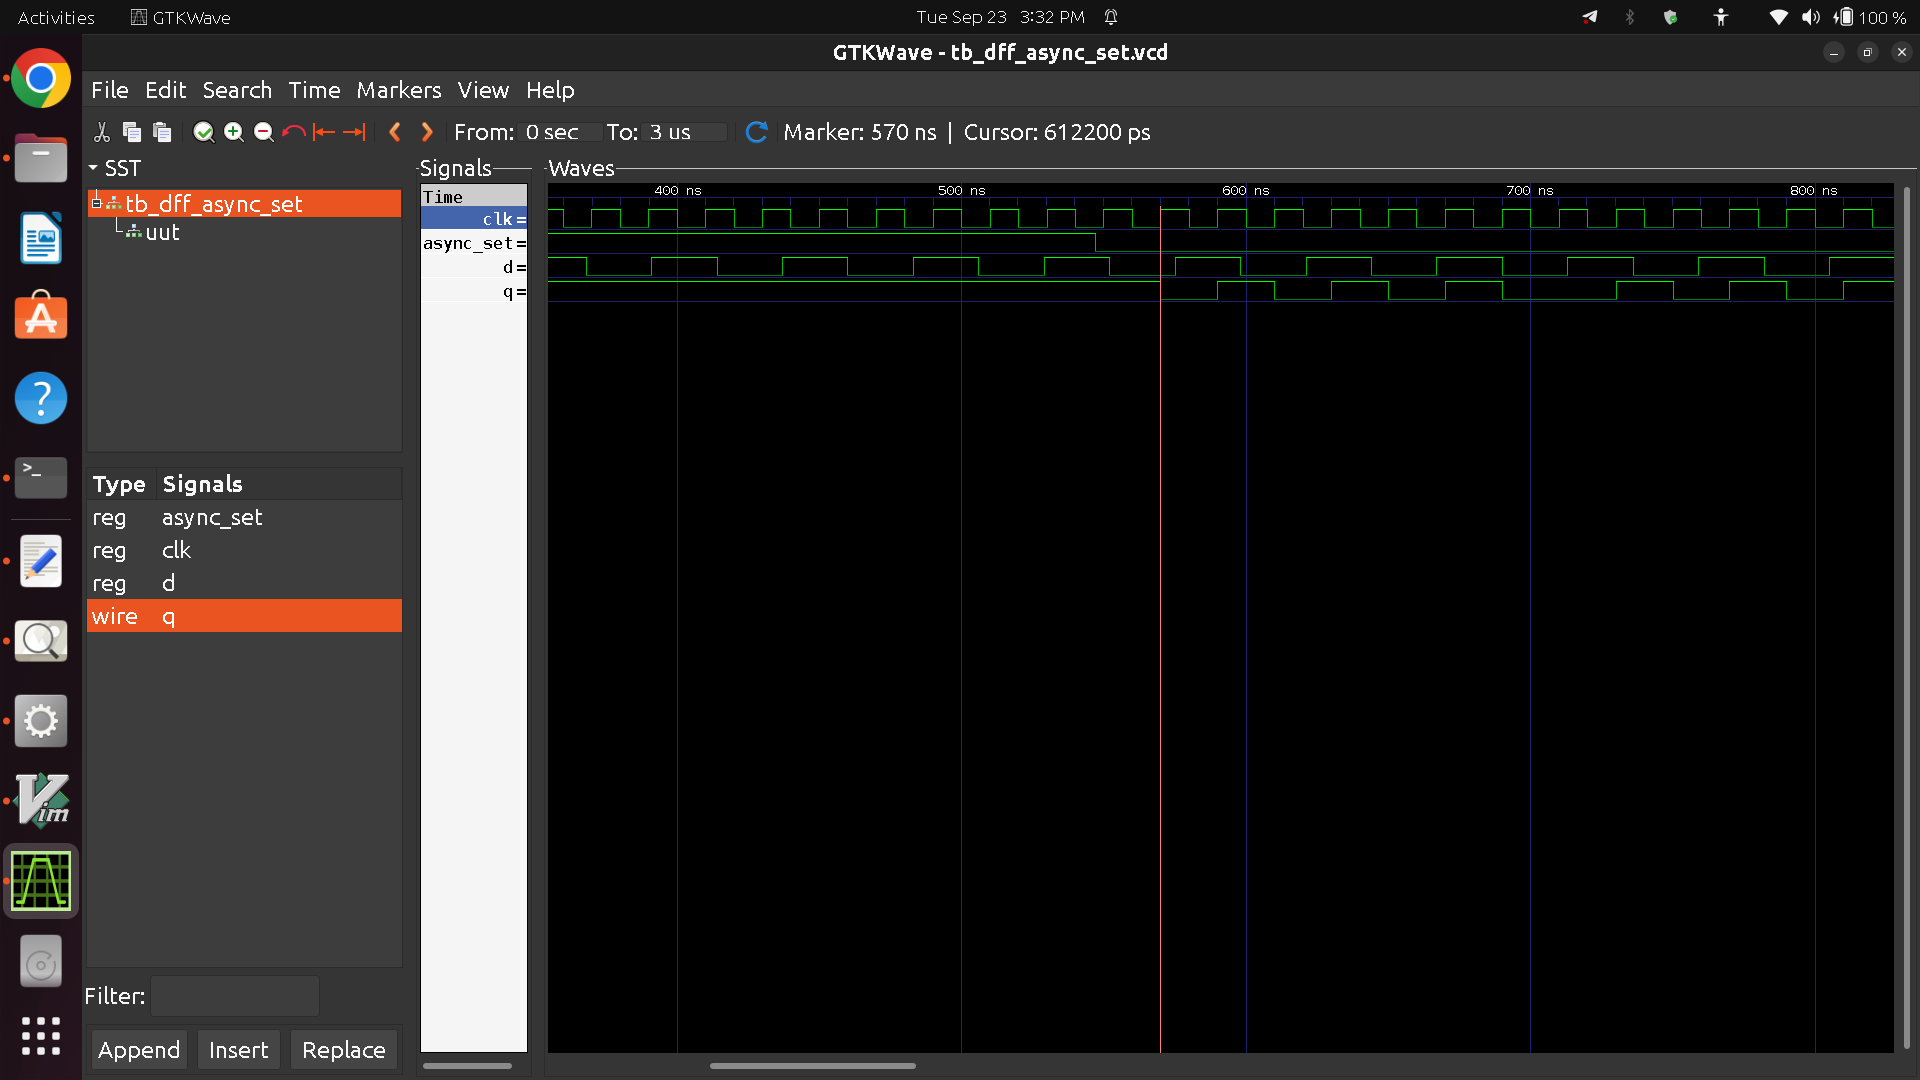 Activities GTKWave Tue Sep 23 3:32 PM 100 %
GTKWave - tb_dff_async_set.vcd
File Edit Search Time Markers View Help
From: 0 sec To: 3 us Marker: 570 ns | Cursor: 612200 ps
SST
tb_dff_async_set
uut
Type Signals
reg async_set
reg clk
reg d
wire q
Filter:
Append Insert Replace
Signals
Time
clk=
async_set=
d=
q=
Waves
400 ns 500 ns 600 ns 700 ns 800 ns
A
?
>_
Vim